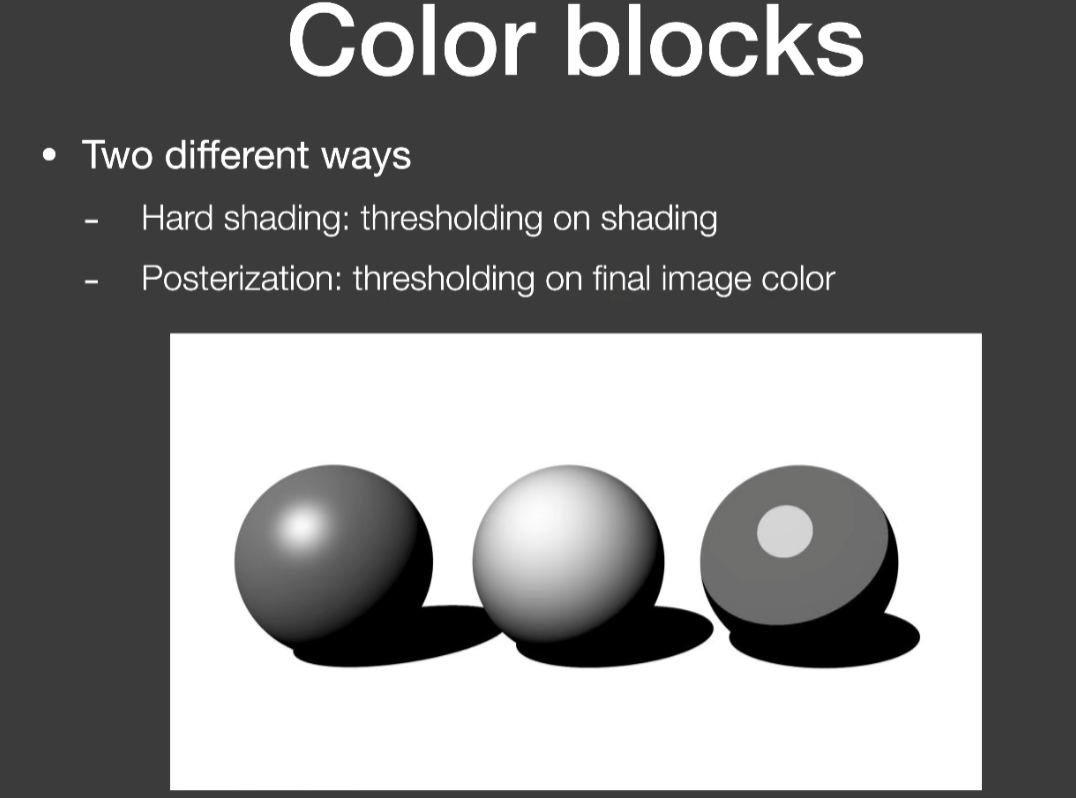 Color blocks
• Two different ways
- Hard shading: thresholding on shading
- Posterization: thresholding on final image color